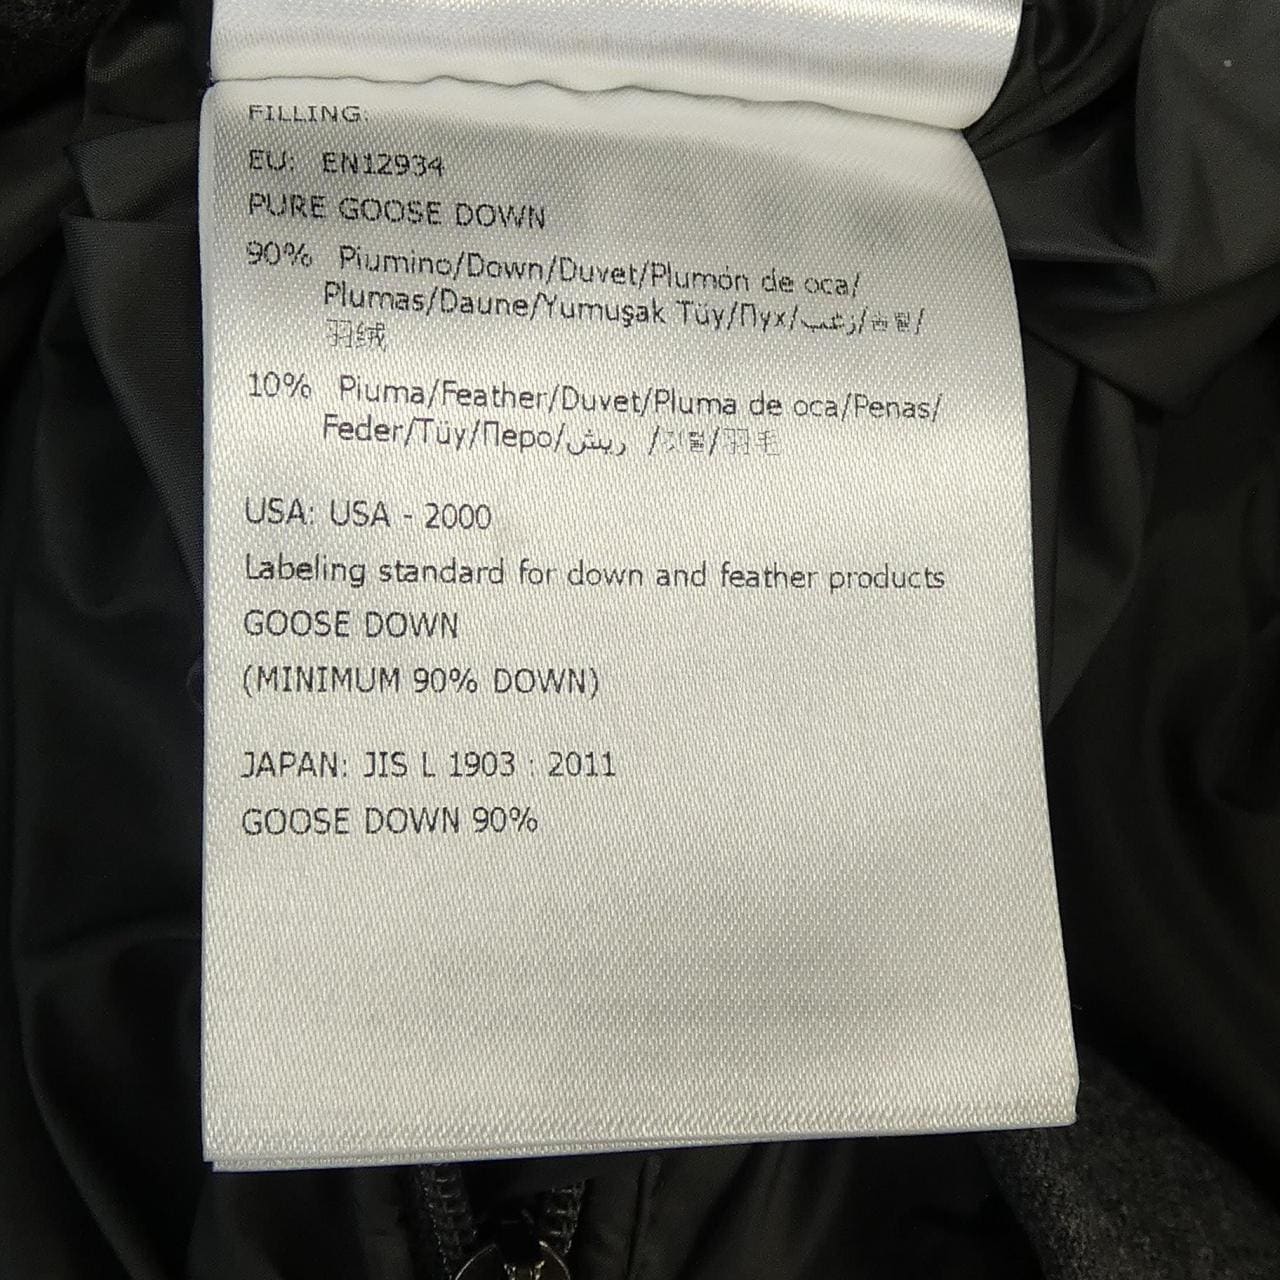 FILLING:
EU: EN12934
PURE GOOSE DOWN
90% Piumino/Down/Duvet/Plumón de oca/
Plumas/Daune/Yumuşak Tüy/Пух/زغب/솜털/
羽绒
10% Piuma/Feather/Duvet/Pluma de oca/Penas/
Feder/Tüy/Перо/ريش /깃털/羽毛
USA: USA - 2000
Labeling standard for down and feather products
GOOSE DOWN
(MINIMUM 90% DOWN)
JAPAN: JIS L 1903 : 2011
GOOSE DOWN 90%